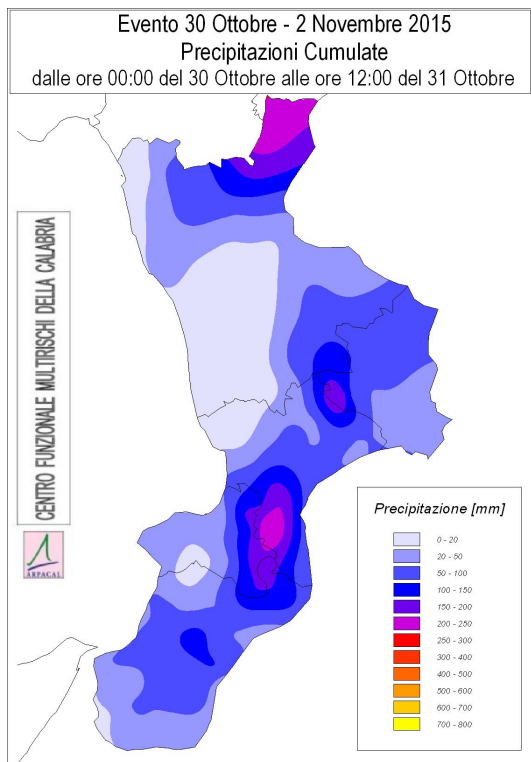 Evento 30 Ottobre - 2 Novembre 2015
Precipitazioni Cumulate
dalle ore 00:00 del 30 Ottobre alle ore 12:00 del 31 Ottobre
CENTRO FUNZIONALE MULTIRISCHI DELLA CALABRIA
ARPACAL
Precipitazione [mm]
0 - 20
20 - 50
50 - 100
100 - 150
150 - 200
200 - 250
250 - 300
300 - 400
400 - 500
500 - 600
600 - 700
700 - 800